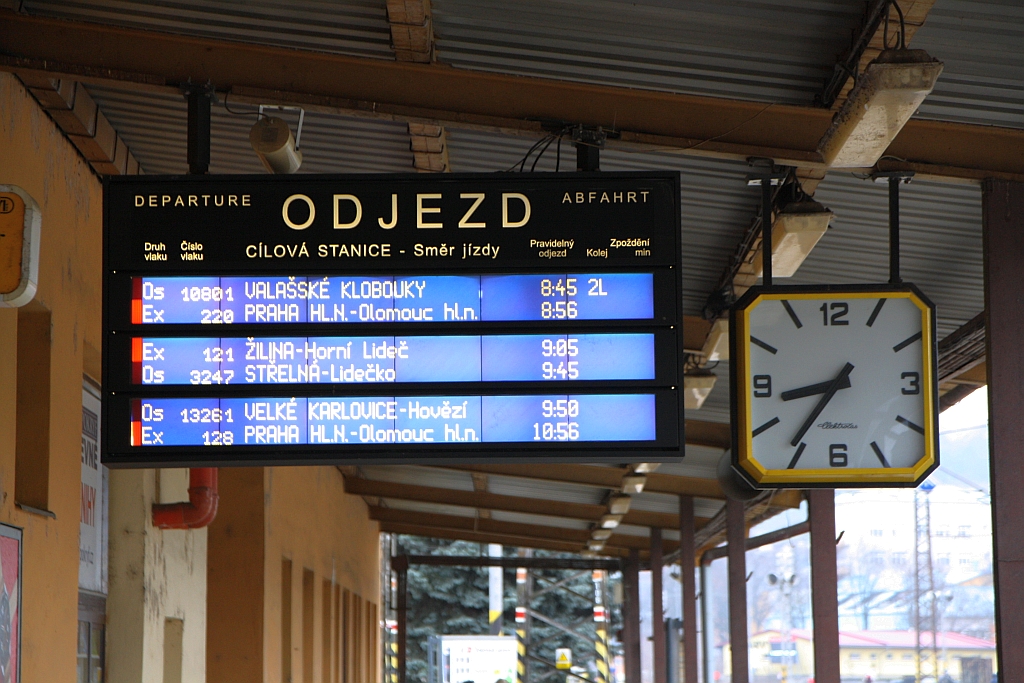 DEPARTURE ODJEZD ABFAHRT
Druh vlaku Číslo vlaku CÍLOVÁ STANICE - Směr jízdy Pravidelný odjezd Kolej Zpoždění min
Os 10801 VALAŠSKÉ KLOBOUKY 8:45 2L
Ex 220 PRAHA HL.N.-Olomouc hl.n. 8:56
Ex 121 ŽILINA-Horní Lideč 9:05
Os 3247 STŘELNÁ-Lidečko 9:45
Os 13261 VELKÉ KARLOVICE-Hovězí 9:50
Ex 128 PRAHA HL.N.-Olomouc hl.n. 10:56
12
9 3
6